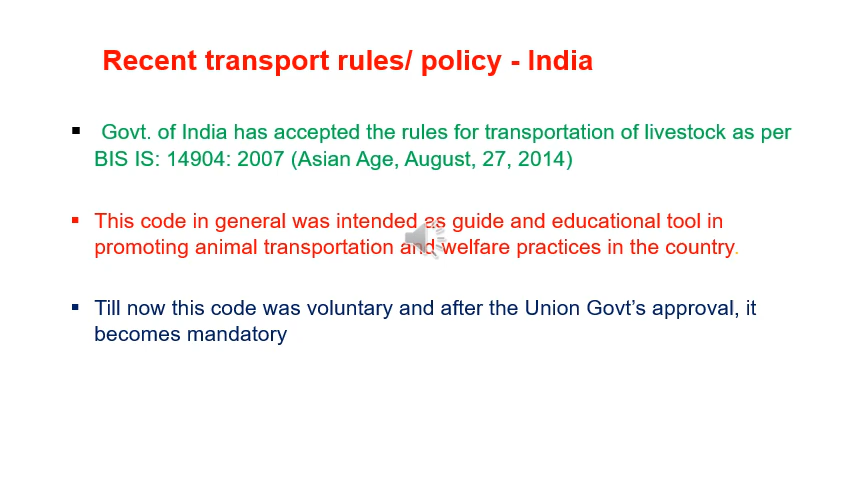 Recent transport rules/ policy - India
Govt. of India has accepted the rules for transportation of livestock as per
BIS IS: 14904: 2007 (Asian Age, August, 27, 2014)
This code in general was intended as guide and educational tool in
promoting animal transportation and welfare practices in the country.
Till now this code was voluntary and after the Union Govt’s approval, it
becomes mandatory